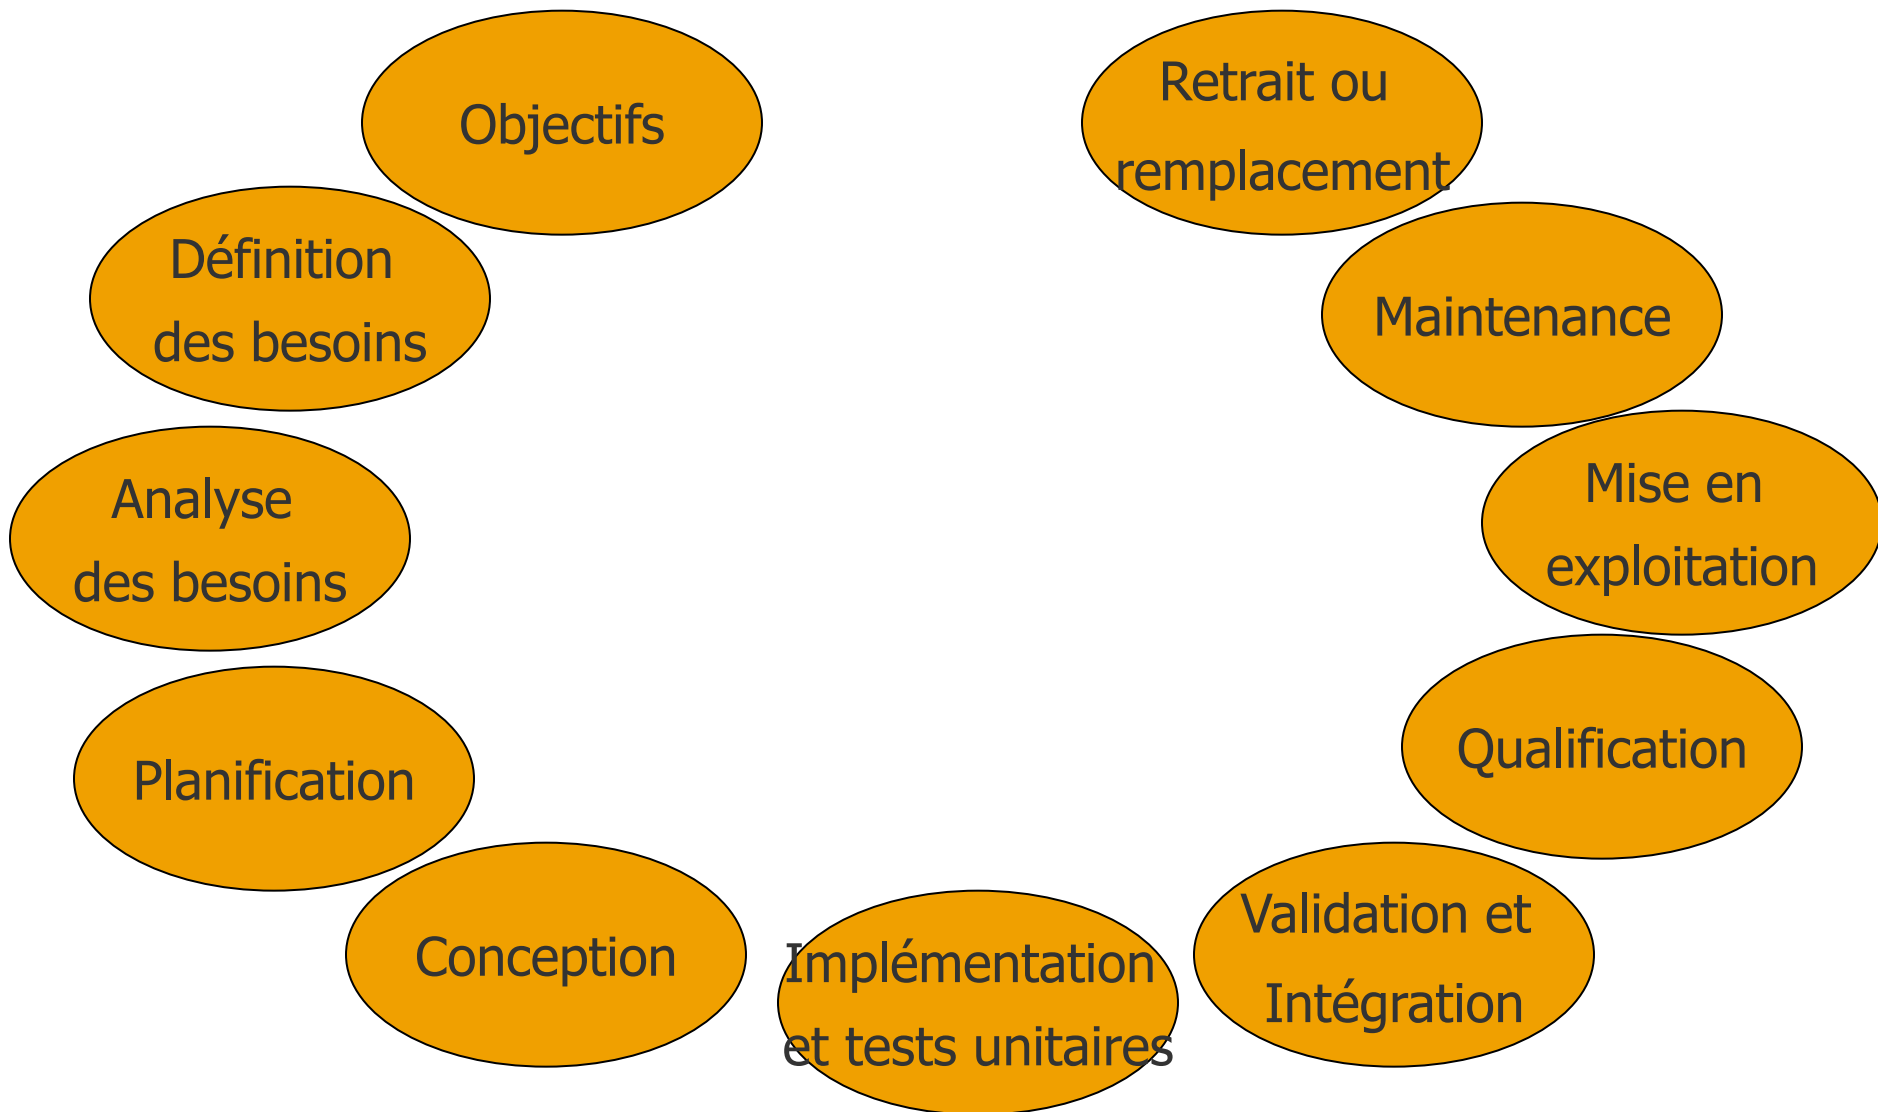 Objectifs
Définition
des besoins
Analyse
des besoins
Planification
Conception
Implémentation
et tests unitaires
Validation et
Intégration
Qualification
Mise en
exploitation
Maintenance
Retrait ou
remplacement